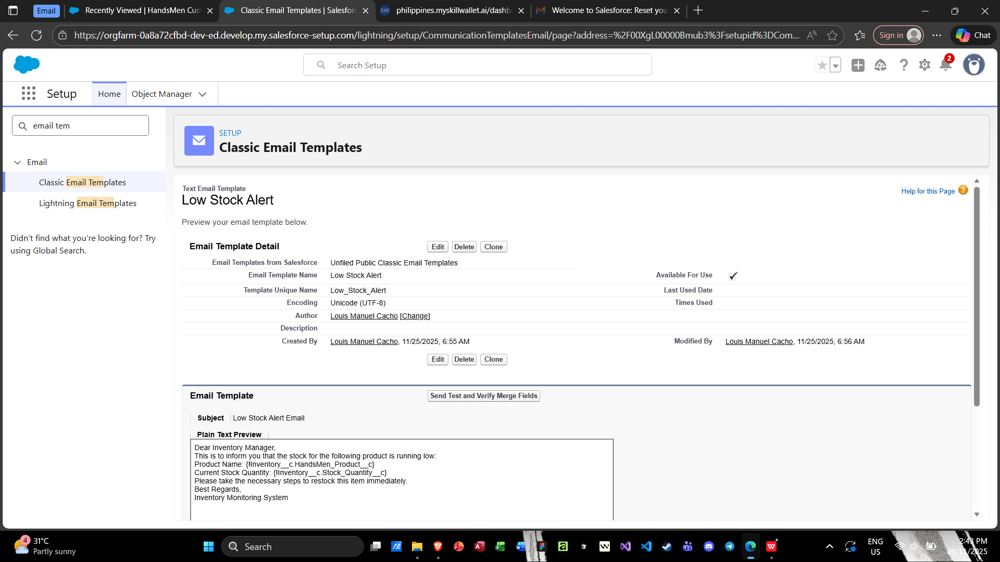 Email
Recently Viewed | HandsMen Cus
Classic Email Templates | Salesforc
philippines.myskillwallet.ai/dashb
Welcome to Salesforce: Reset you
https://orgfarm-0a8a72cfbd-dev-ed.develop.my.salesforce-setup.com/lightning/setup/CommunicationTemplatesEmail/page?address=%2F00XgL00000Bmub3%3Fsetupid%3DCom...
Sign in
Chat
Search Setup
2
Setup
Home
Object Manager
email tem
Email
Classic Email Templates
Lightning Email Templates
Didn't find what you're looking for? Try
using Global Search.
SETUP
Classic Email Templates
Text Email Template
Low Stock Alert
Help for this Page
Preview your email template below.
Email Template Detail
Edit Delete Clone
Email Templates from Salesforce Unfiled Public Classic Email Templates
Email Template Name Low Stock Alert Available For Use
Template Unique Name Low_Stock_Alert Last Used Date
Encoding Unicode (UTF-8) Times Used
Author Louis Manuel Cacho [Change]
Description
Created By Louis Manuel Cacho, 11/25/2025, 6:55 AM Modified By Louis Manuel Cacho, 11/25/2025, 6:56 AM
Edit Delete Clone
Email Template Send Test and Verify Merge Fields
Subject Low Stock Alert Email
Plain Text Preview
Dear Inventory Manager,
This is to inform you that the stock for the following product is running low:
Product Name: {!Inventory__c.HandsMen_Product__c}
Current Stock Quantity: {!Inventory__c.Stock_Quantity__c}
Please take the necessary steps to restock this item immediately.
Best Regards,
Inventory Monitoring System
4
31°C
Partly sunny
Search
ENG
US
2:43 PM
26/11/2025